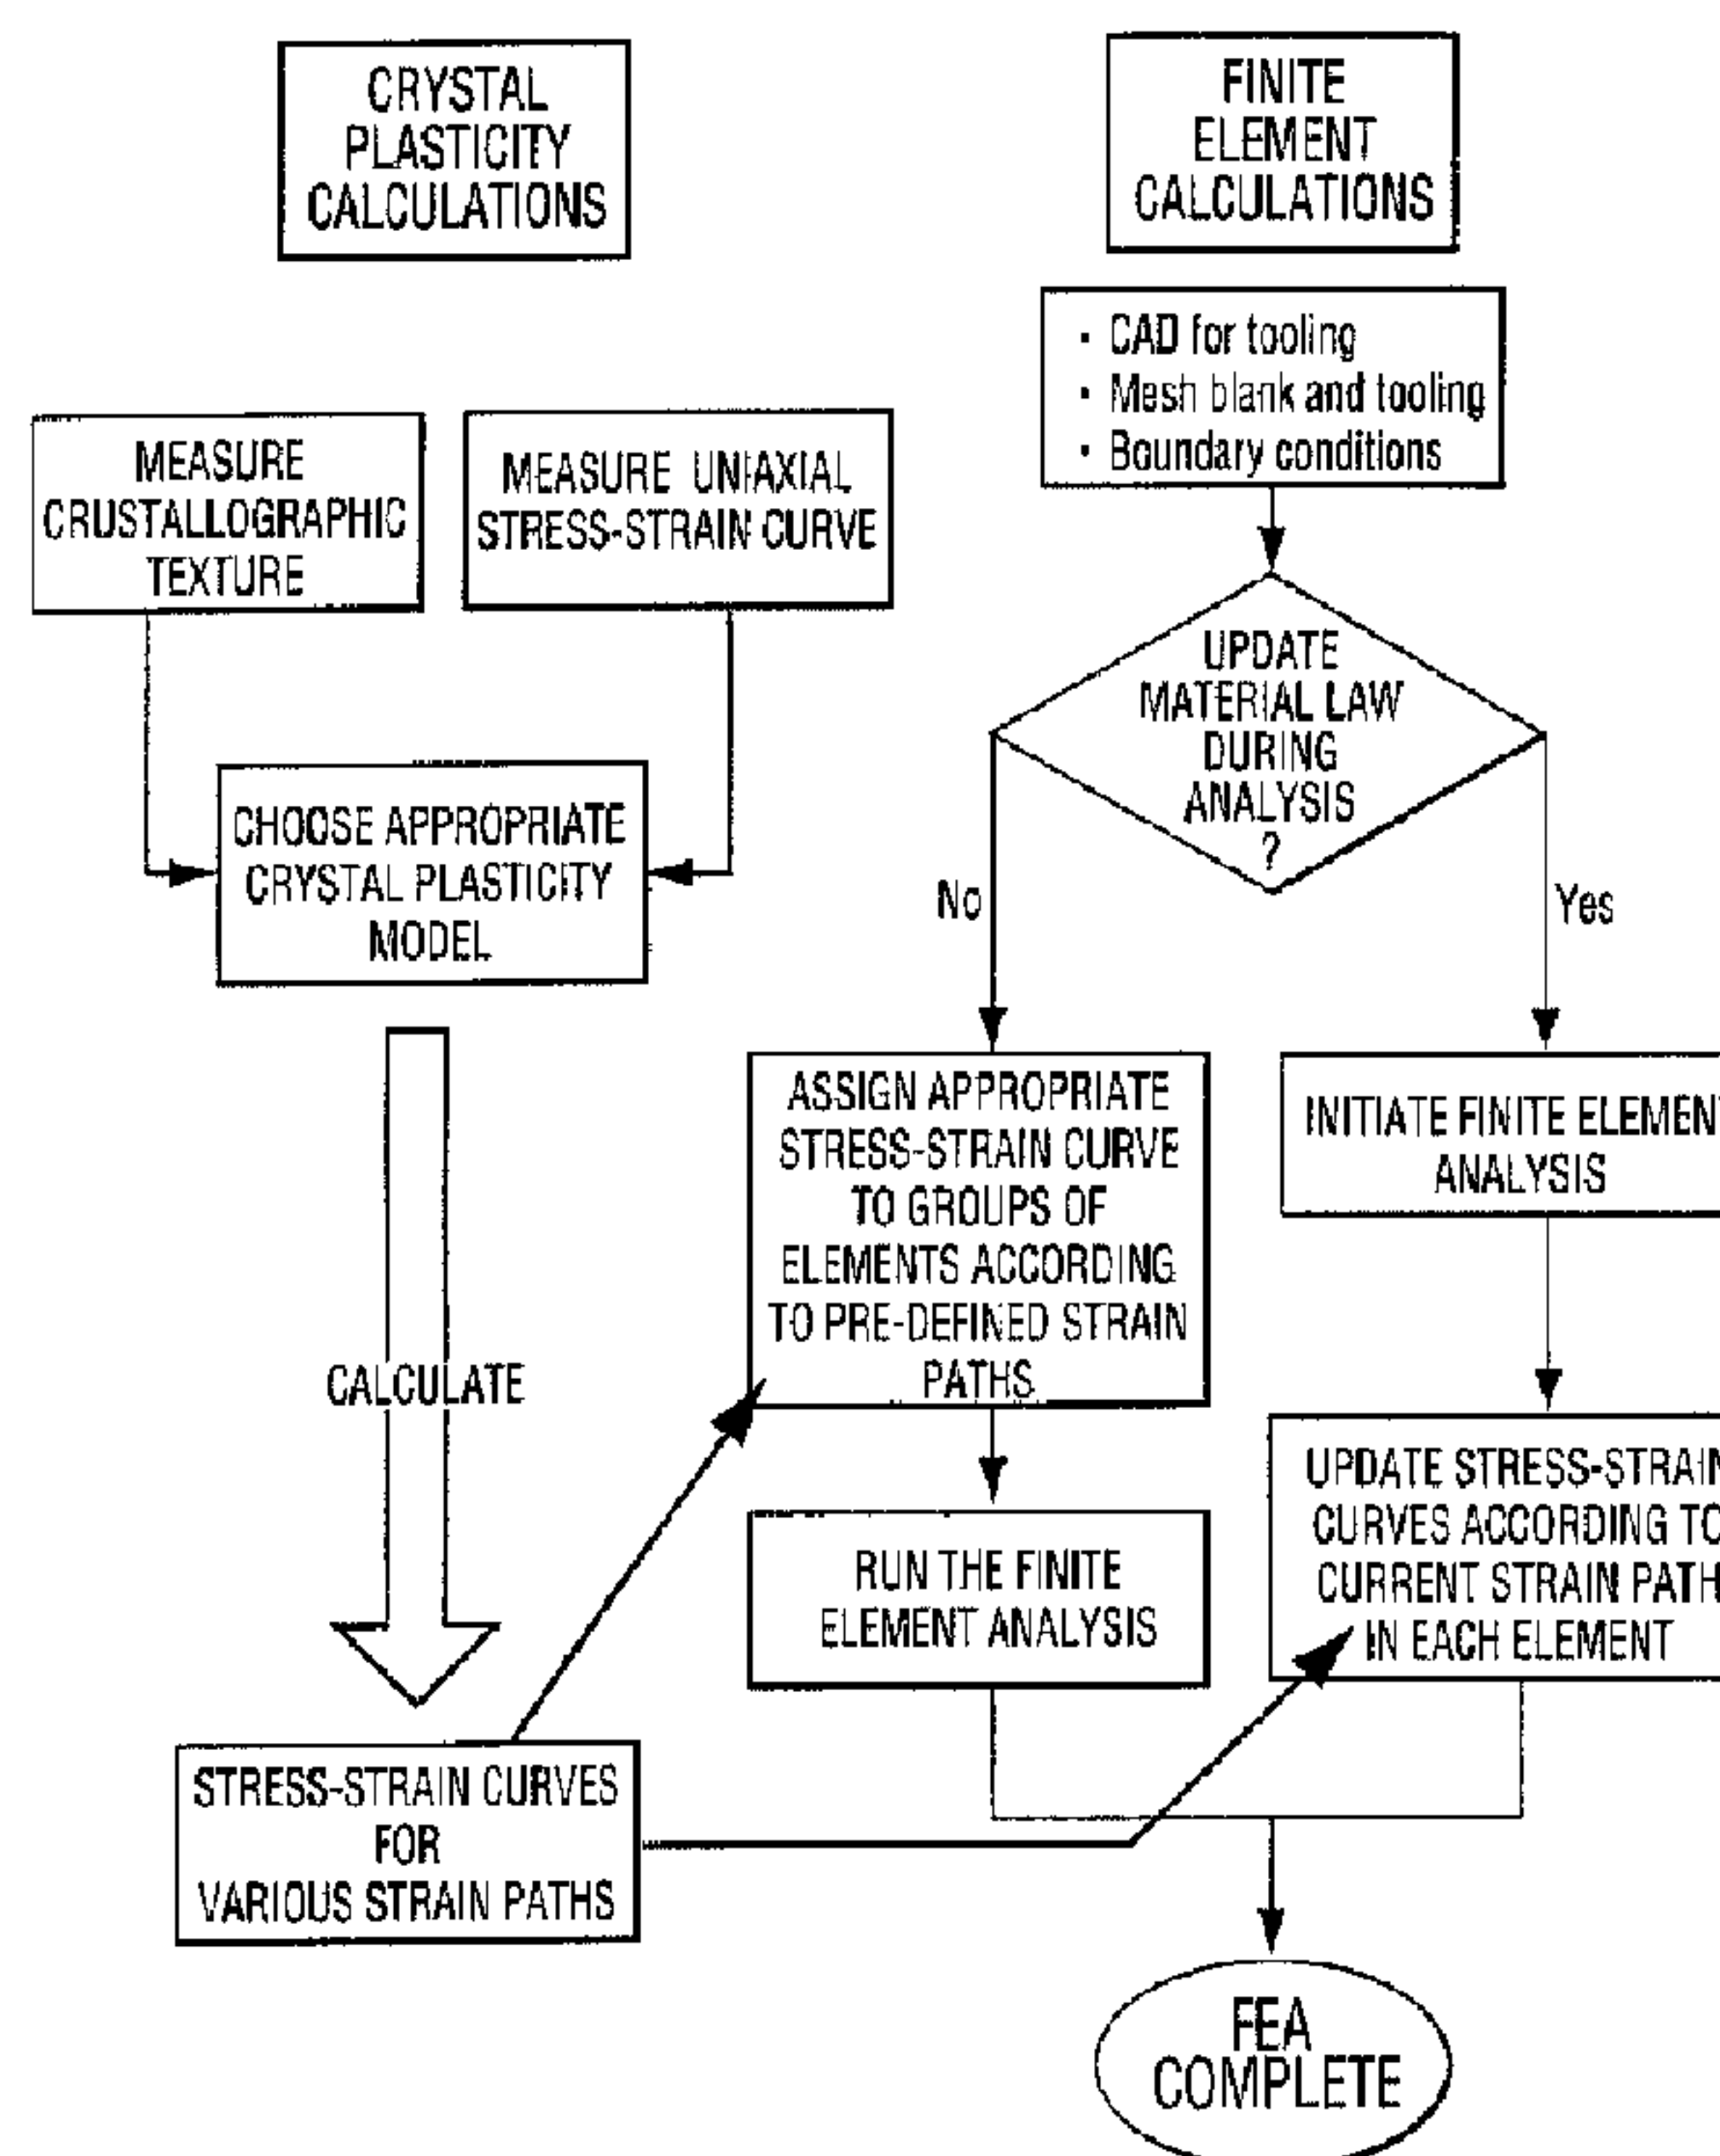 CRYSTAL
PLASTICITY
CALCULATIONS
FINITE
ELEMENT
CALCULATIONS
· CAD for tooling
· Mesh blank and tooling
· Boundary conditions
MEASURE
CRUSTALLOGRAPHIC
TEXTURE
MEASURE UNIAXIAL
STRESS-STRAIN CURVE
UPDATE
MATERIAL LAW
DURING
ANALYSIS
?
CHOOSE APPROPRIATE
CRYSTAL PLASTICITY
MODEL
No
Yes
ASSIGN APPROPRIATE
STRESS-STRAIN CURVE
TO GROUPS OF
ELEMENTS ACCORDING
TO PRE-DEFINED STRAIN
PATHS
INITIATE FINITE ELEMENT
ANALYSIS
CALCULATE
UPDATE STRESS-STRAIN
CURVES ACCORDING TO
CURRENT STRAIN PATH
IN EACH ELEMENT
RUN THE FINITE
ELEMENT ANALYSIS
STRESS-STRAIN CURVES
FOR
VARIOUS STRAIN PATHS
FEA
COMPLETE